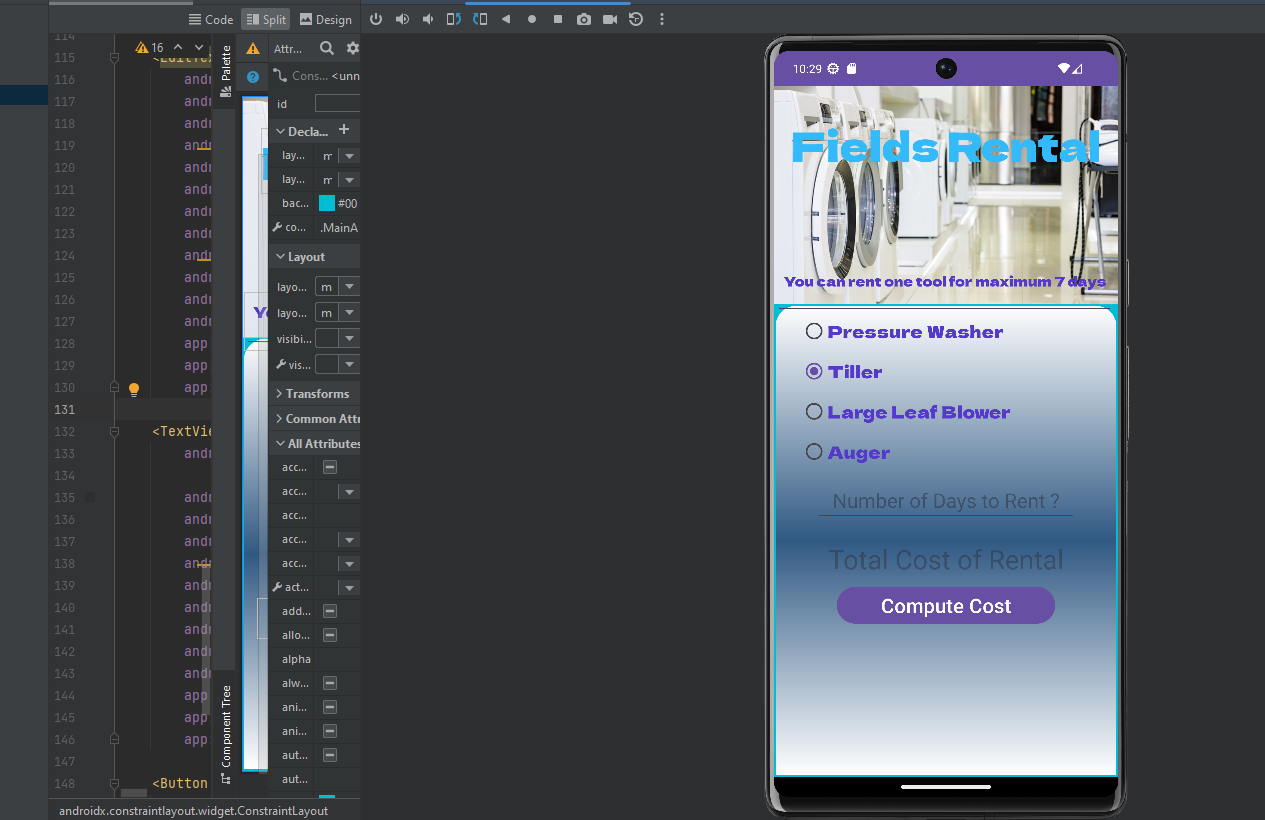 Code Split Design
114
16
115 <EditTex
116 andr
117 andr
118 andr
119 andr
120 andr
121 andr
122 andr
123 andr
124 andr
125 andr
126 andr
127 andr
128 app
129 app
130 app
131
132 <TextVie
133 andr
134
135 andr
136 andr
137 andr
138 andr
139 andr
140 andr
141 andr
142 andr
143 andr
144 app
145 app
146 app
147
148 <Button
androidx.constraintlayout.widget.ConstraintLayout
Palette
Component Tree
Yo
Attr...
Cons... <unn
id
Decla...
lay... m
lay... m
bac... #00
co... .MainA
Layout
layo... m
layo... m
visibi...
vis...
Transforms
Common Attr
All Attributes
acc...
acc...
acc...
acc...
acc...
act...
add...
allo...
alpha
alw...
ani...
ani...
aut...
aut...
10:29
Fields Rental
You can rent one tool for maximum 7 days
Pressure Washer
Tiller
Large Leaf Blower
Auger
Number of Days to Rent ?
Total Cost of Rental
Compute Cost